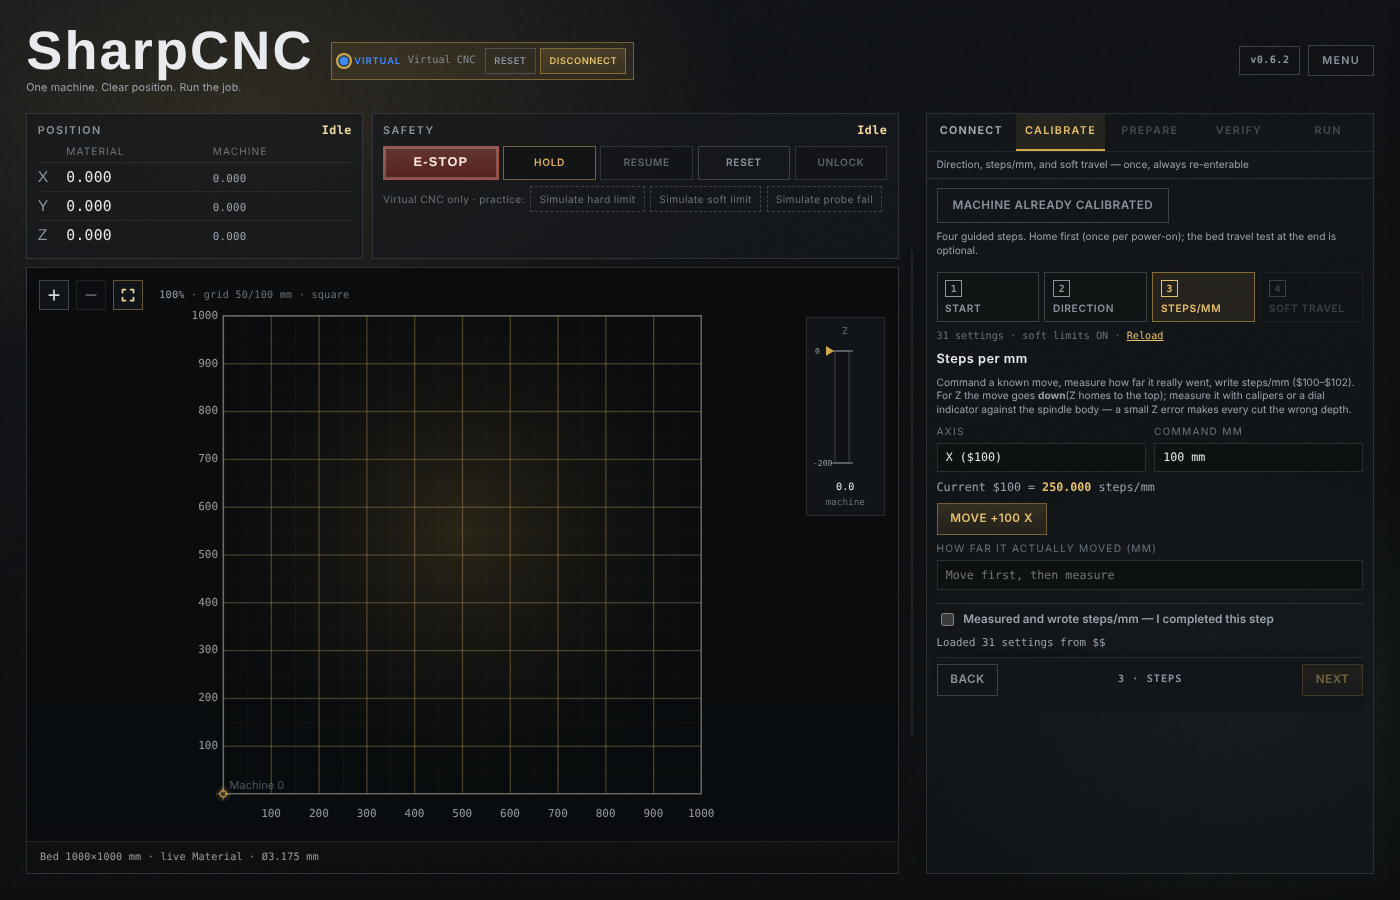 SharpCNC
One machine. Clear position. Run the job.
VIRTUAL Virtual CNC RESET DISCONNECT
v0.6.2 MENU
POSITION Idle
MATERIAL MACHINE
X 0.000 0.000
Y 0.000 0.000
Z 0.000 0.000
SAFETY Idle
E-STOP HOLD RESUME RESET UNLOCK
Virtual CNC only · practice: Simulate hard limit Simulate soft limit Simulate probe fail
+ − 100% · grid 50/100 mm · square
1000
900
800
700
600
500
400
300
200
100
Machine 0
100 200 300 400 500 600 700 800 900 1000
Z
0
-200
0.0
machine
Bed 1000×1000 mm · live Material · Ø3.175 mm
CONNECT CALIBRATE PREPARE VERIFY RUN
Direction, steps/mm, and soft travel — once, always re-enterable
MACHINE ALREADY CALIBRATED
Four guided steps. Home first (once per power-on); the bed travel test at the end is
optional.
1 2 3 4
START DIRECTION STEPS/MM SOFT TRAVEL
31 settings · soft limits ON · Reload
Steps per mm
Command a known move, measure how far it really went, write steps/mm ($100–$102).
For Z the move goes down(Z homes to the top); measure it with calipers or a dial
indicator against the spindle body — a small Z error makes every cut the wrong depth.
AXIS COMMAND MM
X ($100) 100 mm
Current $100 = 250.000 steps/mm
MOVE +100 X
HOW FAR IT ACTUALLY MOVED (MM)
Move first, then measure
Measured and wrote steps/mm — I completed this step
Loaded 31 settings from $$
BACK 3 · STEPS NEXT